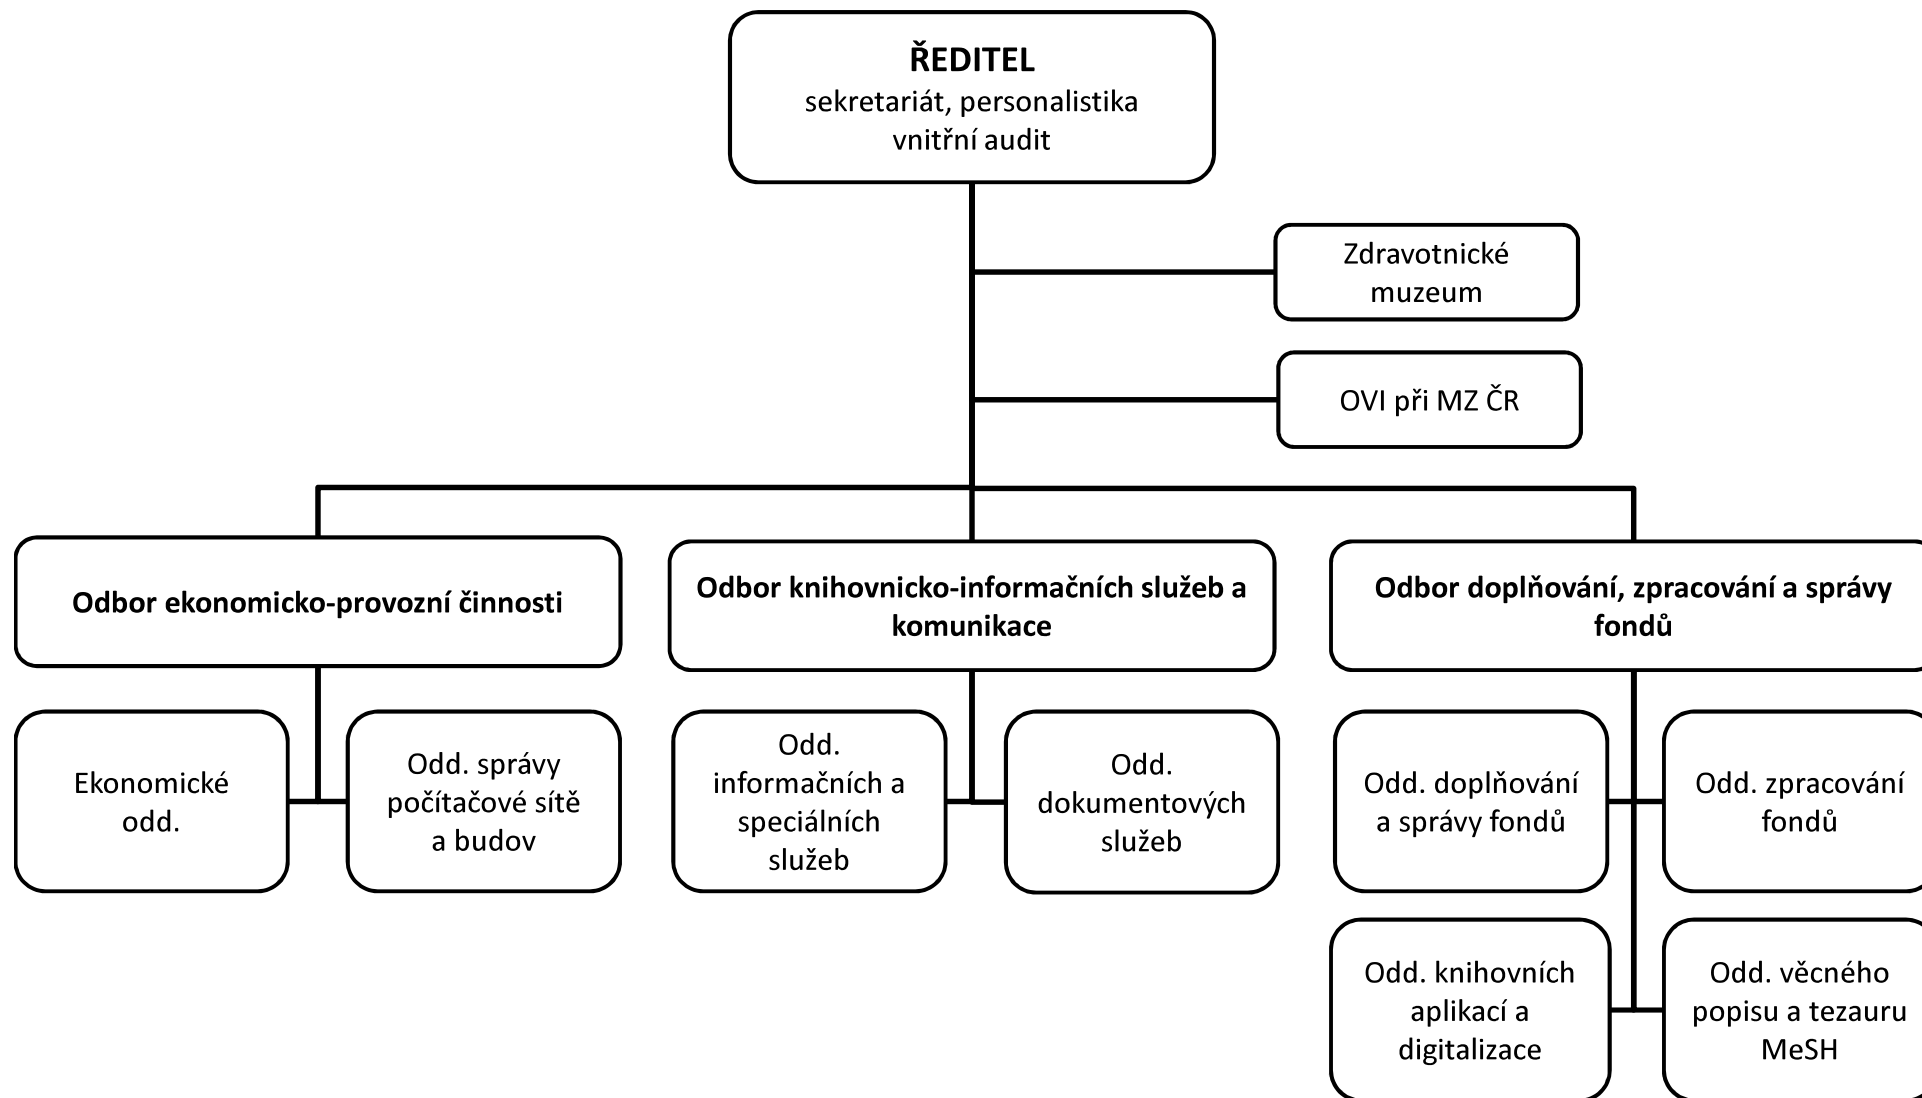 ŘEDITEL
sekretariát, personalistika
vnitřní audit
Zdravotnické
muzeum
OVI při MZ ČR
Odbor ekonomicko-provozní činnosti
Odbor knihovnicko-informačních služeb a
komunikace
Odbor doplňování, zpracování a správy
fondů
Ekonomické
odd.
Odd. správy
počítačové sítě
a budov
Odd.
informačních a
speciálních
služeb
Odd.
dokumentových
služeb
Odd. doplňování
a správy fondů
Odd. zpracování
fondů
Odd. knihovních
aplikací a
digitalizace
Odd. věcného
popisu a tezauru
MeSH